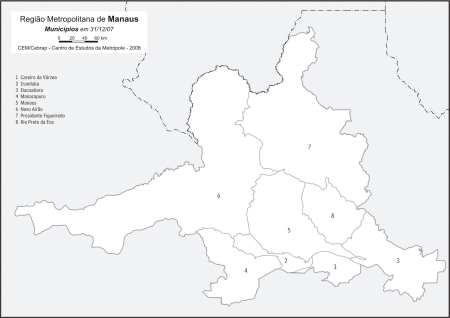 Região Metropolitana de Manaus
Municípios em 31/12/07
0 20 40 60 km
CEM/Cebrap - Centro de Estudos da Metrópole - 2008
1 Careiro da Várzea
2 Iranduba
3 Itacoatiara
4 Manacapuru
5 Manaus
6 Novo Airão
7 Presidente Figueiredo
8 Rio Preto da Eva
7
6
8
5
3
2
1
4